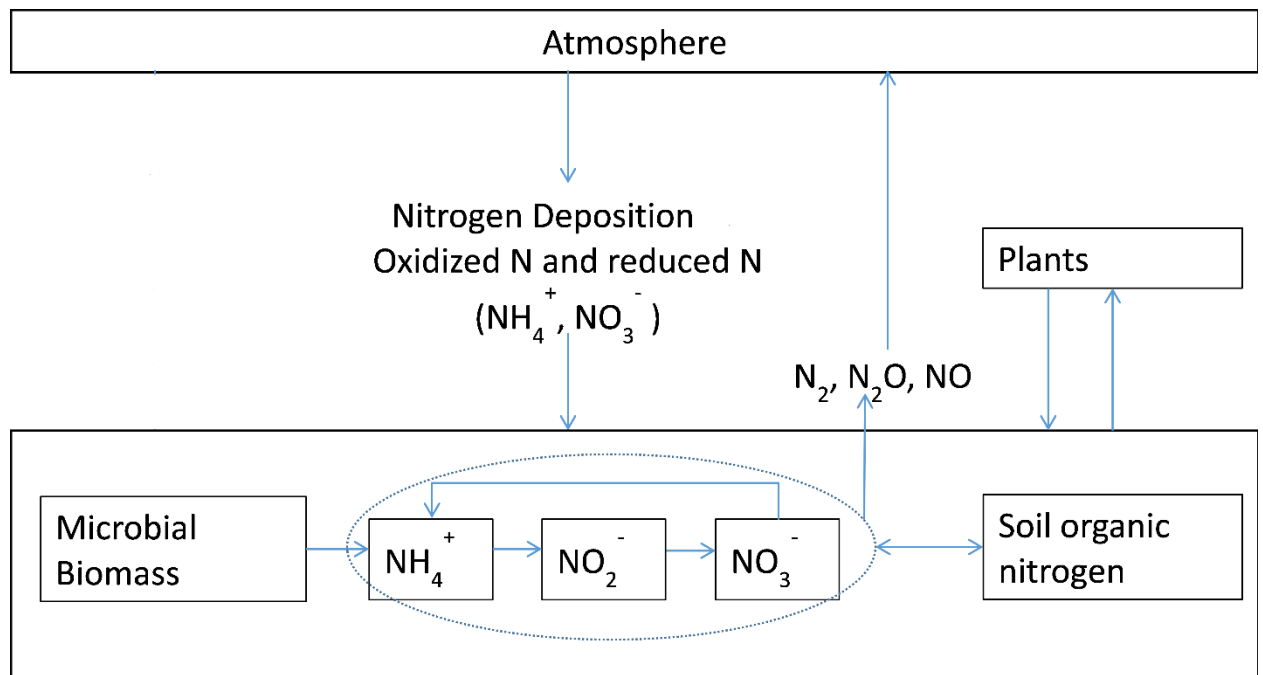 Atmosphere
Nitrogen Deposition
Oxidized N and reduced N
(NH₄⁺, NO₃⁻ )
Plants
N₂, N₂O, NO
Microbial
Biomass
NH₄⁺
NO₂⁻
NO₃⁻
Soil organic
nitrogen